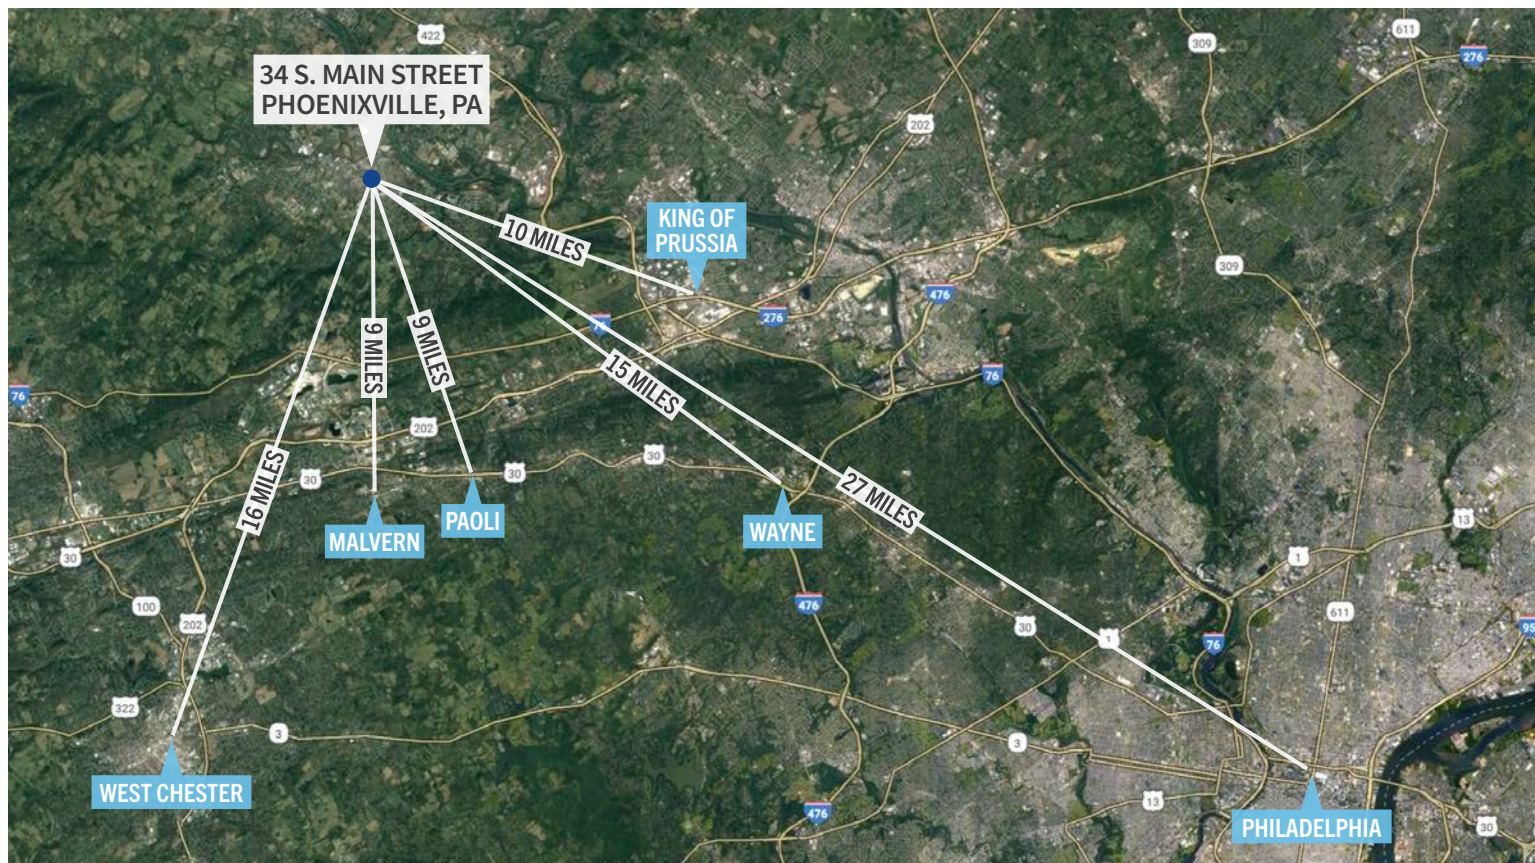 422
309
611
276
34 S. MAIN STREET
PHOENIXVILLE, PA
202
KING OF
PRUSSIA
10 MILES
309
476
276
76
9 MILES
9 MILES
15 MILES
76
76
202
30
30
30
16 MILES
27 MILES
PAOLI
MALVERN
WAYNE
13
30
1
100
476
611
202
30
1
76
95
322
3
3
WEST CHESTER
13
476
PHILADELPHIA
30